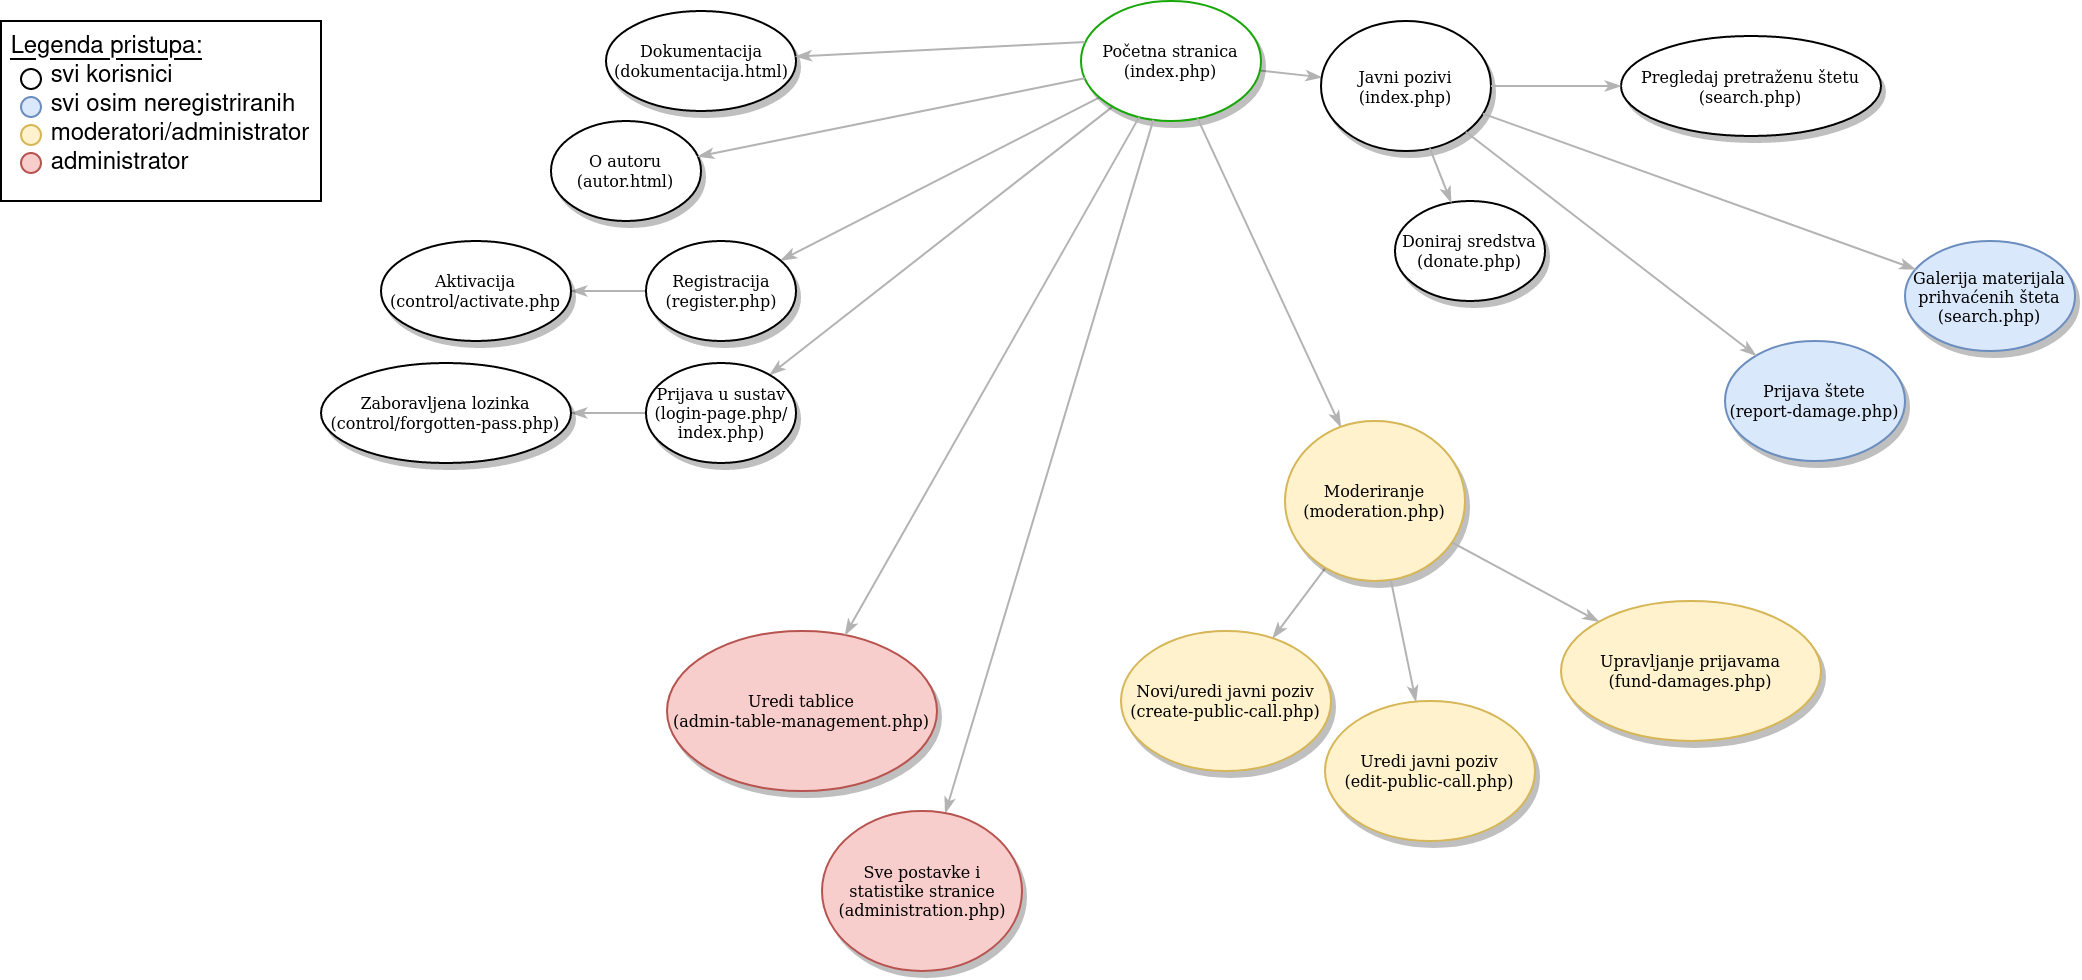 Legenda pristupa:
svi korisnici
svi osim neregistriranih
moderatori/administrator
administrator
Dokumentacija
(dokumentacija.html)
Početna stranica
(index.php)
Javni pozivi
(index.php)
Pregledaj pretraženu štetu
(search.php)
O autoru
(autor.html)
Doniraj sredstva
(donate.php)
Galerija materijala
prihvaćenih šteta
(search.php)
Aktivacija
(control/activate.php
Registracija
(register.php)
Zaboravljena lozinka
(control/forgotten-pass.php)
Prijava u sustav
(login-page.php/
index.php)
Prijava štete
(report-damage.php)
Moderiranje
(moderation.php)
Uredi tablice
(admin-table-management.php)
Novi/uredi javni poziv
(create-public-call.php)
Uredi javni poziv
(edit-public-call.php)
Upravljanje prijavama
(fund-damages.php)
Sve postavke i
statistike stranice
(administration.php)